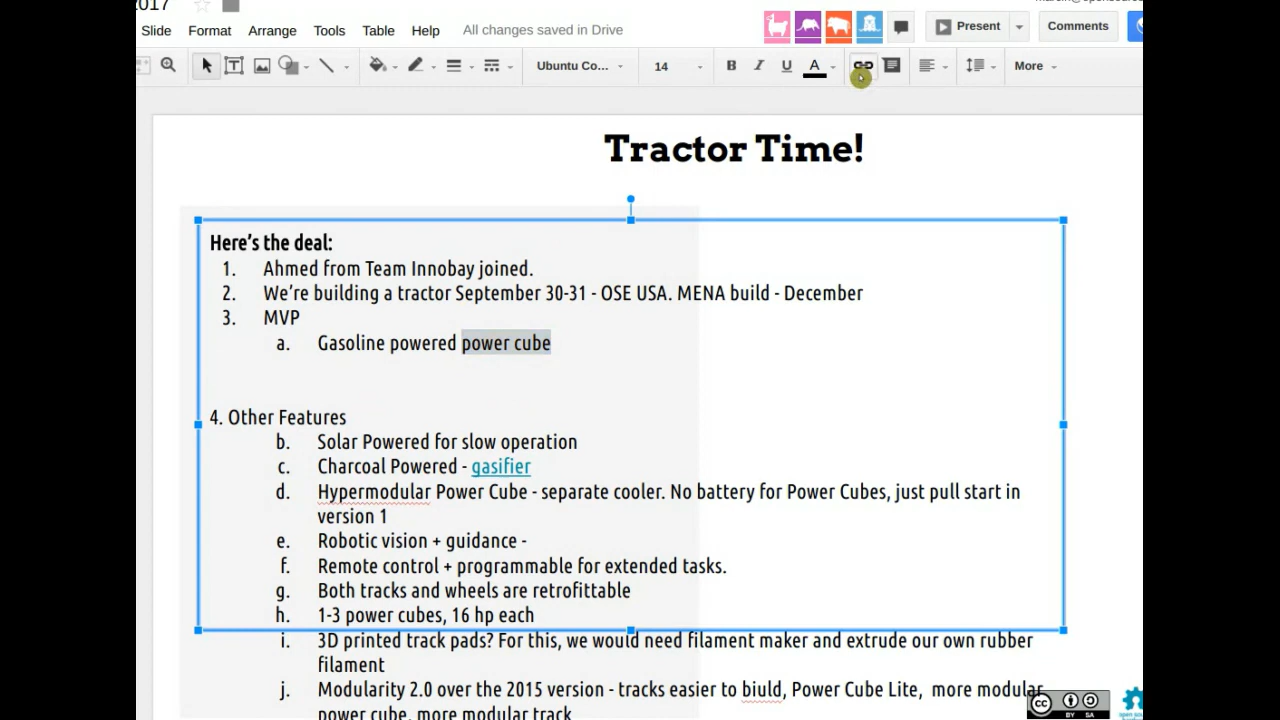 2017
Slide Format Arrange Tools Table Help All changes saved in Drive Present Comments
Ubuntu Co... 14 B I U A More
Tractor Time!
Here's the deal:
1. Ahmed from Team Innobay joined.
2. We're building a tractor September 30-31 - OSE USA. MENA build - December
3. MVP
a. Gasoline powered power cube
4. Other Features
b. Solar Powered for slow operation
c. Charcoal Powered - gasifier
d. Hypermodular Power Cube - separate cooler. No battery for Power Cubes, just pull start in
version 1
e. Robotic vision + guidance -
f. Remote control + programmable for extended tasks.
g. Both tracks and wheels are retrofittable
h. 1-3 power cubes, 16 hp each
i. 3D printed track pads? For this, we would need filament maker and extrude our own rubber
filament
j. Modularity 2.0 over the 2015 version - tracks easier to biuld, Power Cube Lite, more modular
power cube, more modular track
CC BY SA